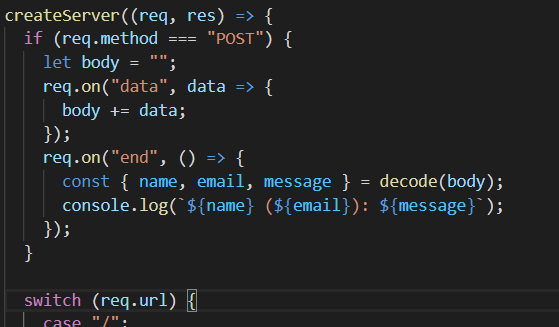 createServer((req, res) => {
  if (req.method === "POST") {
    let body = "";
    req.on("data", data => {
      body += data;
    });
    req.on("end", () => {
      const { name, email, message } = decode(body);
      console.log(`${name} (${email}): ${message}`);
    });
  }

  switch (req.url) {
    case "/":